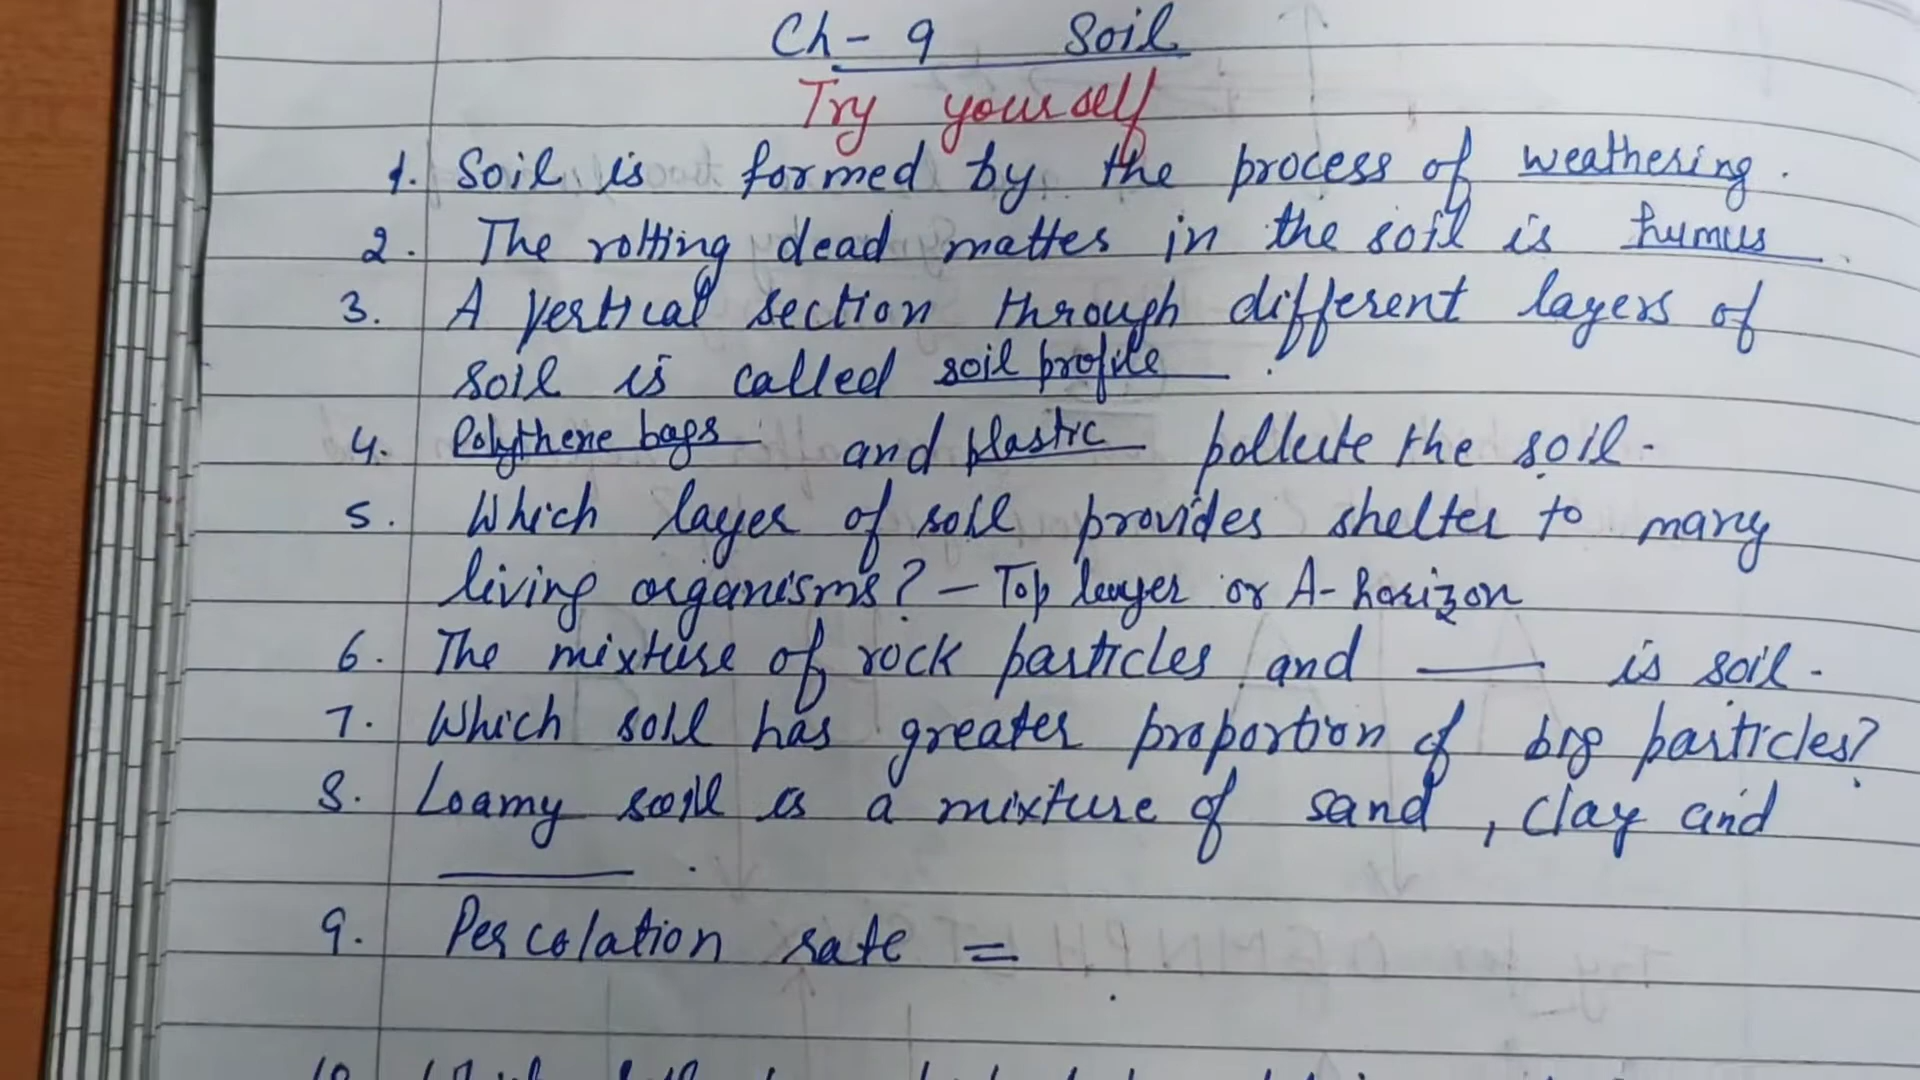 Ch - 9 Soil
Try yourself
1. Soil is formed by the process of weathering.
2. The rotting dead matter in the soil is humus.
3. A vertical section through different layers of
soil is called soil profile.
4. Polythene bags and plastic pollute the soil.
5. Which layer of soil provides shelter to many
living organisms? - Top layer or A-horizon
6. The mixture of rock particles and ____ is soil.
7. Which soil has greater proportion of big particles?
8. Loamy soil is a mixture of sand, clay and
____.
9. Percolation rate =
10.